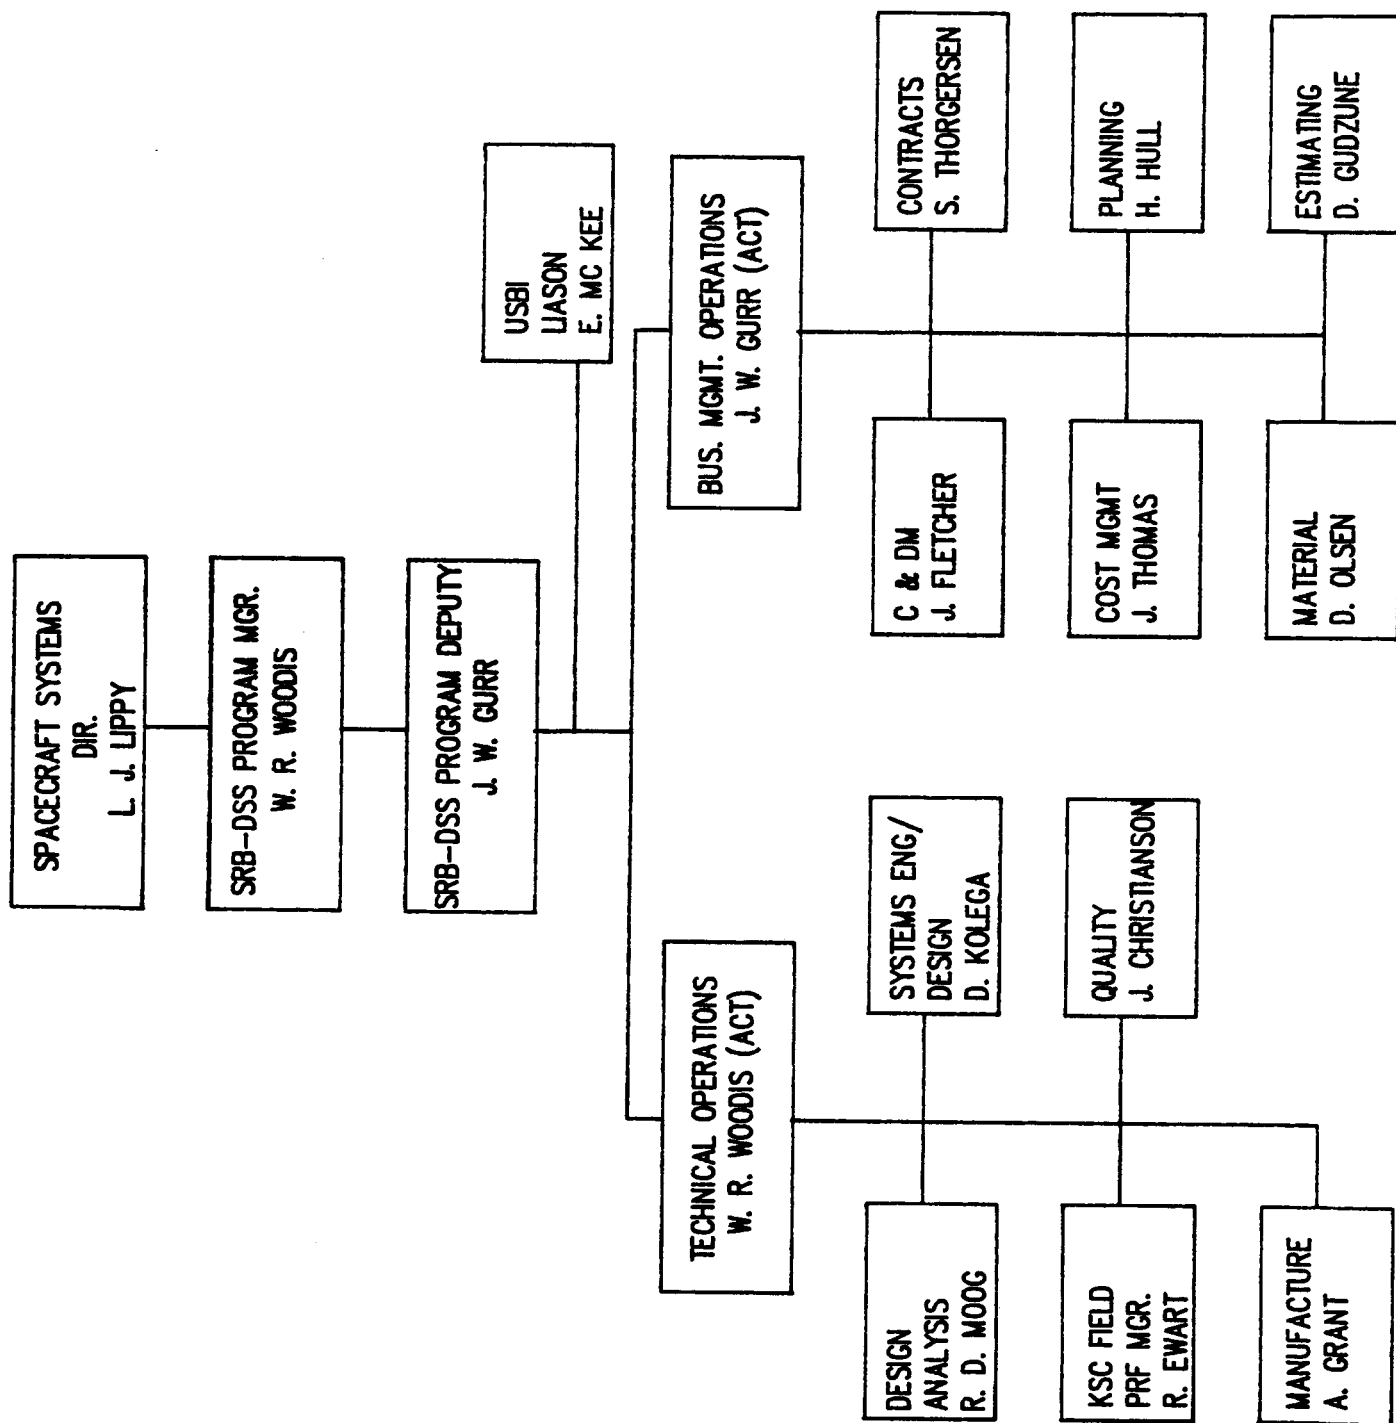 SPACECRAFT SYSTEMS
DIR.
L. J. LIPPY
SRB-DSS PROGRAM MGR.
W. R. WOODIS
SRB-DSS PROGRAM DEPUTY
J. W. GURR
USBI
LIASON
E. MC KEE
TECHNICAL OPERATIONS
W. R. WOODIS (ACT)
BUS. MGMT. OPERATIONS
J. W. GURR (ACT)
DESIGN
ANALYSIS
R. D. MOOG
SYSTEMS ENG/
DESIGN
D. KOLEGA
C & DM
J. FLETCHER
CONTRACTS
S. THORGERSEN
KSC FIELD
PRF MGR.
R. EWART
QUALITY
J. CHRISTIANSON
COST MGMT
J. THOMAS
PLANNING
H. HULL
MANUFACTURE
A. GRANT
MATERIAL
D. OLSEN
ESTIMATING
D. GUDZUNE